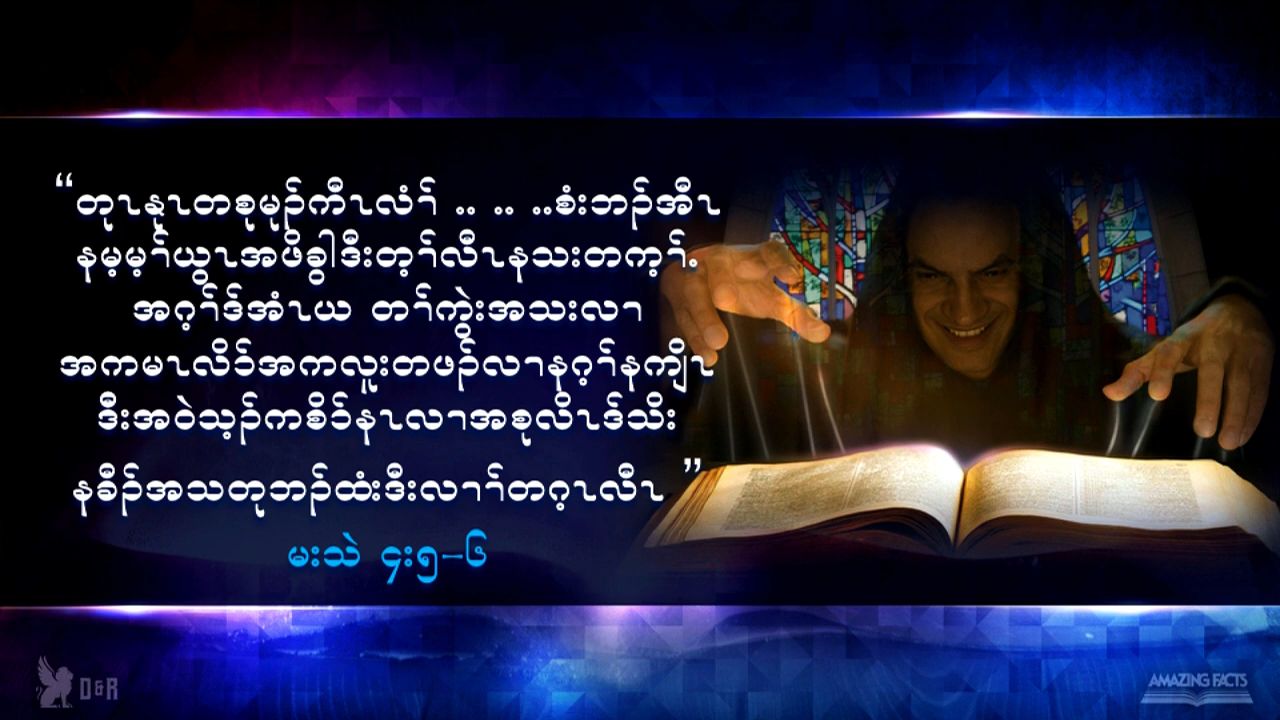 “တုၤနုၤတစုမုၣ်ကီၤလံၢ် .. .. ..စံးဘၣ်အီၤ
နမ့မ့ၢ်ယွၤအဖိခွါဒီးတ့ၢ်လီၤနသးတက့ၢ်.
အဂ့ၢ်ဒ်အံၤယ တၢ်ကွဲးအသးလၢ
အကမၤလိာ်အကလူးတဖၣ်လၢနဂ့ၢ်နကျိၤ
ဒီးအဝဲသ့ၣ်ကစိာ်နၤလၢအစုလိၤဒ်သိး
နခီၣ်အသတုဘၣ်ထံးဒီးလၢၢ်တဂ့ၤလီၤ ”
မးသဲ ၄း၅-၆
D&R
AMAZING FACTS